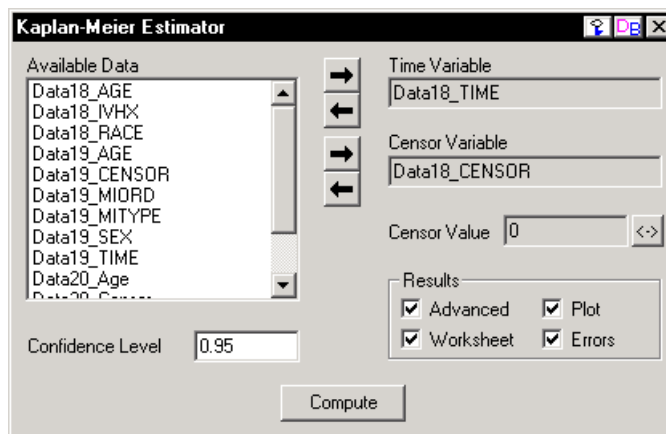 Kaplan-Meier Estimator
? DB X
Available Data
Data18_AGE
Data18_IVHX
Data18_RACE
Data19_AGE
Data19_CENSOR
Data19_MIORD
Data19_MITYPE
Data19_SEX
Data19_TIME
Data20_Age
Time Variable
Data18_TIME
Censor Variable
Data18_CENSOR
Censor Value 0 <->
Results
Advanced Plot
Worksheet Errors
Confidence Level 0.95
Compute